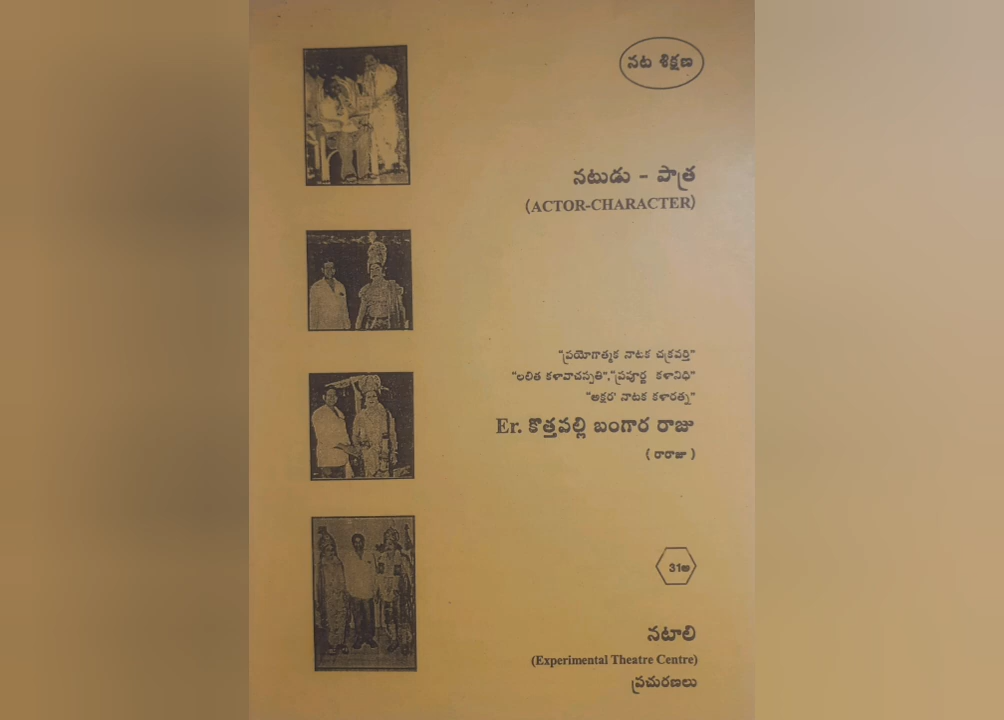 నట శిక్షణ
నటుడు - పాత్ర
(ACTOR-CHARACTER)
"ప్రయోగాత్మక నాటక చక్రవర్తి"
"లలిత కళావాచస్పతి","ప్రపూర్ణ కళానిధి"
"అక్షర' నాటక కళారత్న"
Er. కొత్తవల్లి బంగార రాజు
( రారాజు )
31అ
నటాలి
(Experimental Theatre Centre)
ప్రచురణలు